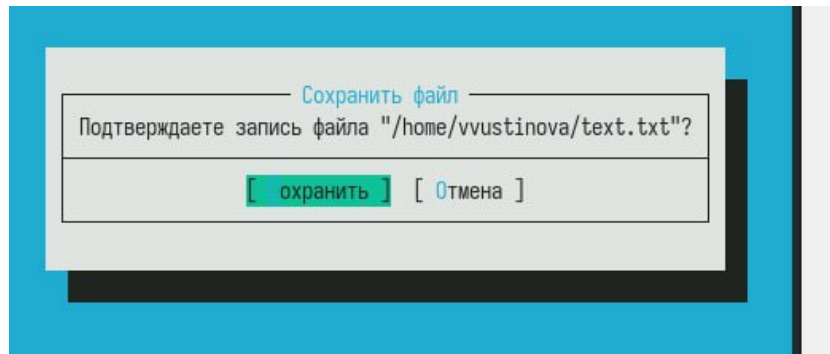 Сохранить файл
Подтверждаете запись файла "/home/vvustinova/text.txt"?
[ охранить ] [ Отмена ]